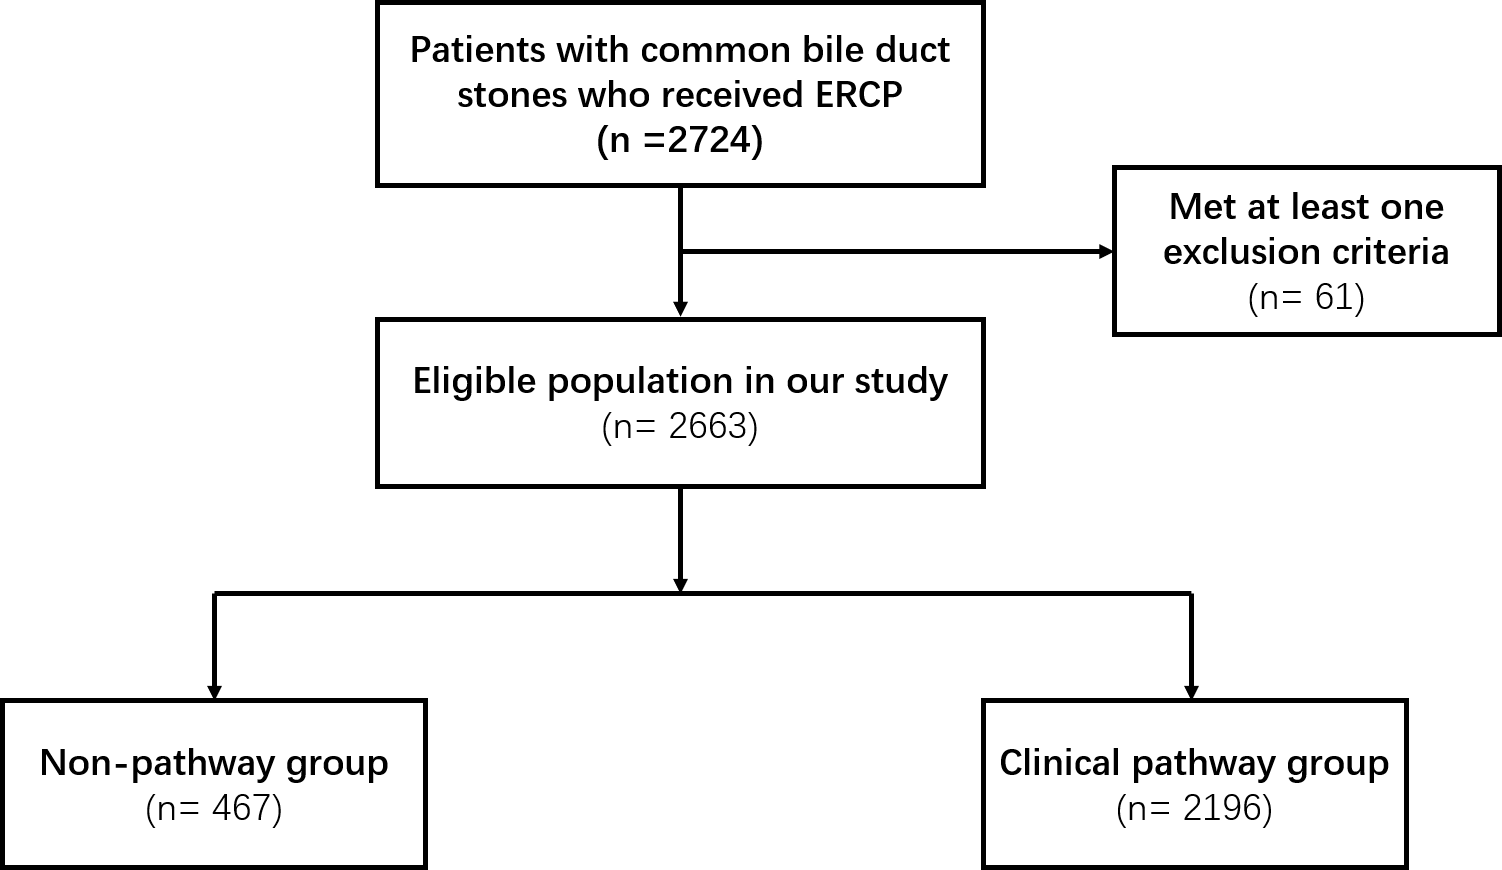 Patients with common bile duct
stones who received ERCP
(n =2724)
Met at least one
exclusion criteria
(n= 61)
Eligible population in our study
(n= 2663)
Non-pathway group
(n= 467)
Clinical pathway group
(n= 2196)